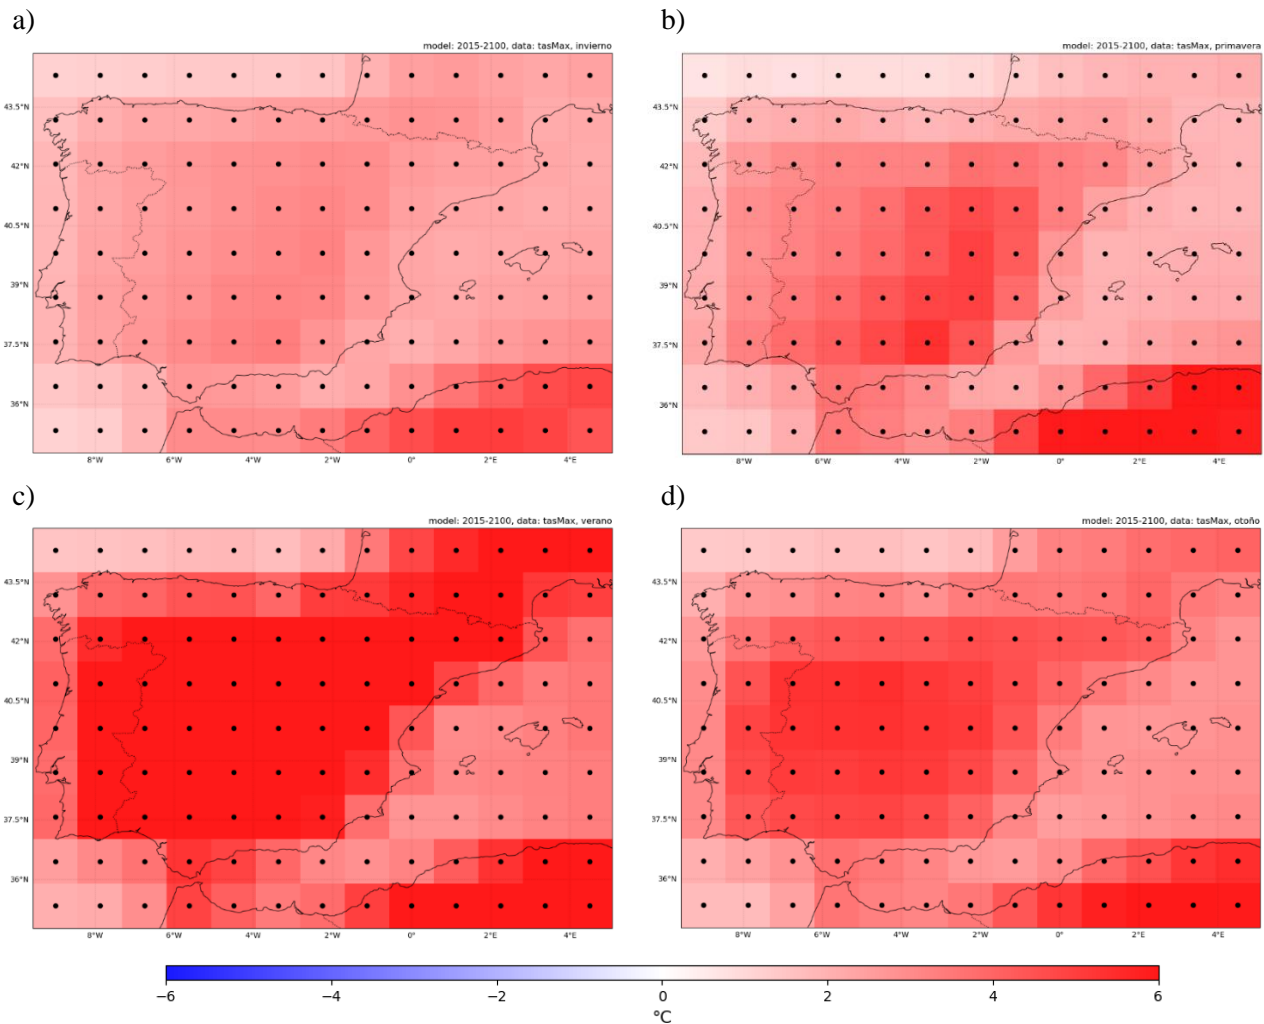 a)
b)
model: 2015-2100, data: tasMax, invierno
model: 2015-2100, data: tasMax, primavera
43.5°N
42°N
40.5°N
39°N
37.5°N
36°N
8°W 6°W 4°W 2°W 0° 2°E 4°E
43.5°N
42°N
40.5°N
39°N
37.5°N
36°N
8°W 6°W 4°W 2°W 0° 2°E 4°E
c)
d)
model: 2015-2100, data: tasMax, verano
model: 2015-2100, data: tasMax, otoño
43.5°N
42°N
40.5°N
39°N
37.5°N
36°N
8°W 6°W 4°W 2°W 0° 2°E 4°E
43.5°N
42°N
40.5°N
39°N
37.5°N
36°N
8°W 6°W 4°W 2°W 0° 2°E 4°E
−6 −4 −2 0 2 4 6
°C